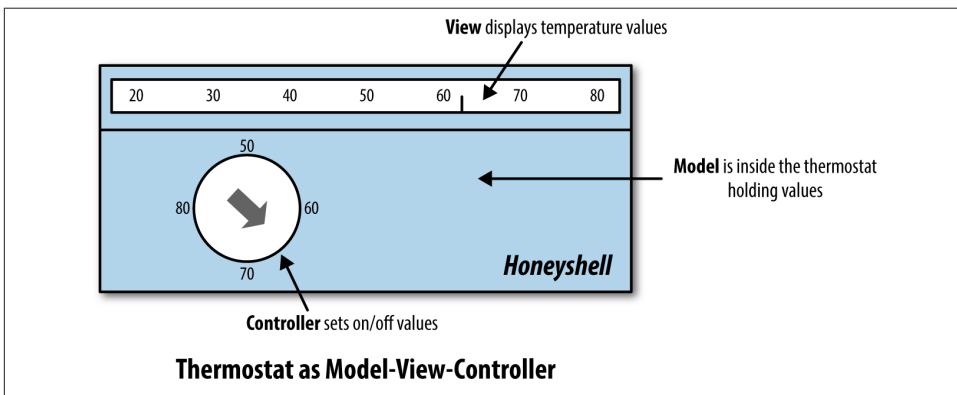 View displays temperature values
20 30 40 50 60 70 80
50
Model is inside the thermostat
holding values
80 60
70
Honeyshell
Controller sets on/off values
Thermostat as Model-View-Controller